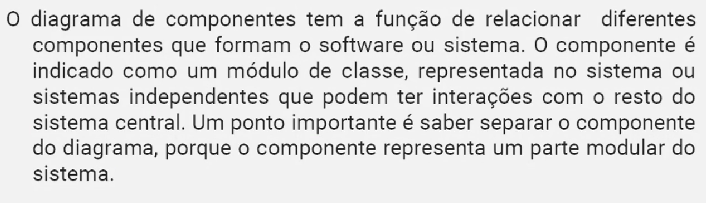 O diagrama de componentes tem a função de relacionar diferentes
componentes que formam o software ou sistema. O componente é
indicado como um módulo de classe, representada no sistema ou
sistemas independentes que podem ter interações com o resto do
sistema central. Um ponto importante é saber separar o componente
do diagrama, porque o componente representa um parte modular do
sistema.